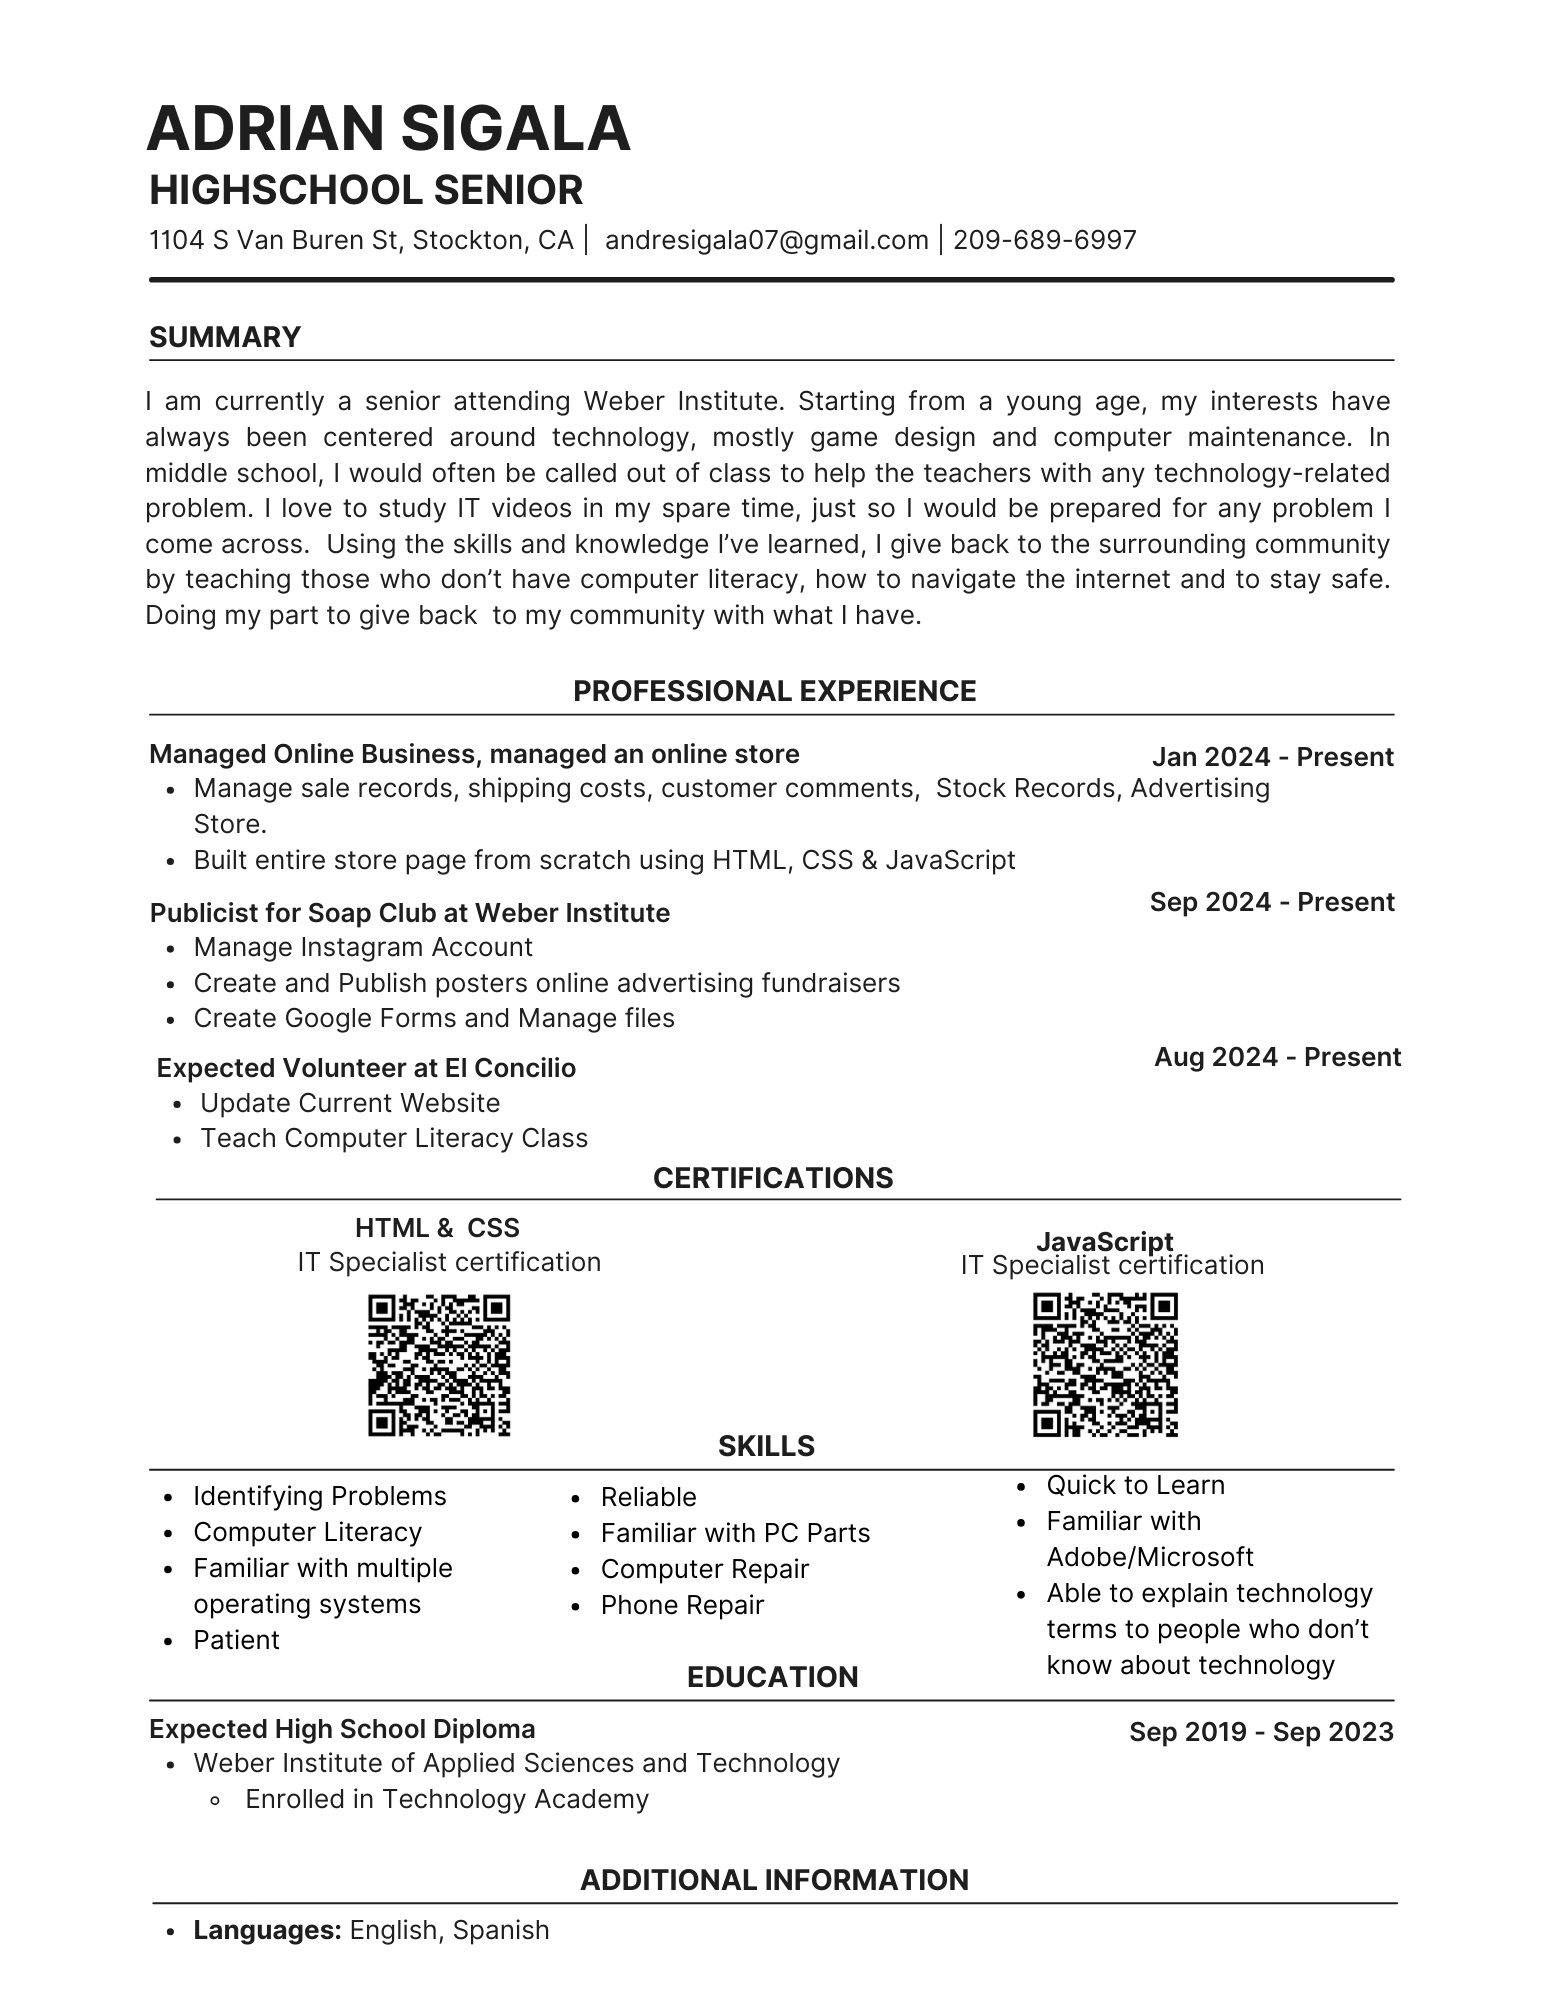 ADRIAN SIGALA
HIGHSCHOOL SENIOR
1104 S Van Buren St, Stockton, CA | andresigala07@gmail.com | 209-689-6997
SUMMARY
I am currently a senior attending Weber Institute. Starting from a young age, my interests have
always been centered around technology, mostly game design and computer maintenance. In
middle school, I would often be called out of class to help the teachers with any technology-related
problem. I love to study IT videos in my spare time, just so I would be prepared for any problem I
come across.  Using the skills and knowledge I’ve learned, I give back to the surrounding community
by teaching those who don’t have computer literacy, how to navigate the internet and to stay safe.
Doing my part to give back  to my community with what I have.
PROFESSIONAL EXPERIENCE
Managed Online Business, managed an online store Jan 2024 - Present
• Manage sale records, shipping costs, customer comments,  Stock Records, Advertising
Store.
• Built entire store page from scratch using HTML, CSS & JavaScript
Publicist for Soap Club at Weber Institute Sep 2024 - Present
• Manage Instagram Account
• Create and Publish posters online advertising fundraisers
• Create Google Forms and Manage files
Expected Volunteer at El Concilio Aug 2024 - Present
• Update Current Website
• Teach Computer Literacy Class
CERTIFICATIONS
HTML &  CSS
IT Specialist certification
JavaScript
IT Specialist certification
SKILLS
• Identifying Problems
• Computer Literacy
• Familiar with multiple
operating systems
• Patient
• Reliable
• Familiar with PC Parts
• Computer Repair
• Phone Repair
• Quick to Learn
• Familiar with
Adobe/Microsoft
• Able to explain technology
terms to people who don’t
know about technology
EDUCATION
Expected High School Diploma Sep 2019 - Sep 2023
• Weber Institute of Applied Sciences and Technology
◦ Enrolled in Technology Academy
ADDITIONAL INFORMATION
• Languages: English, Spanish